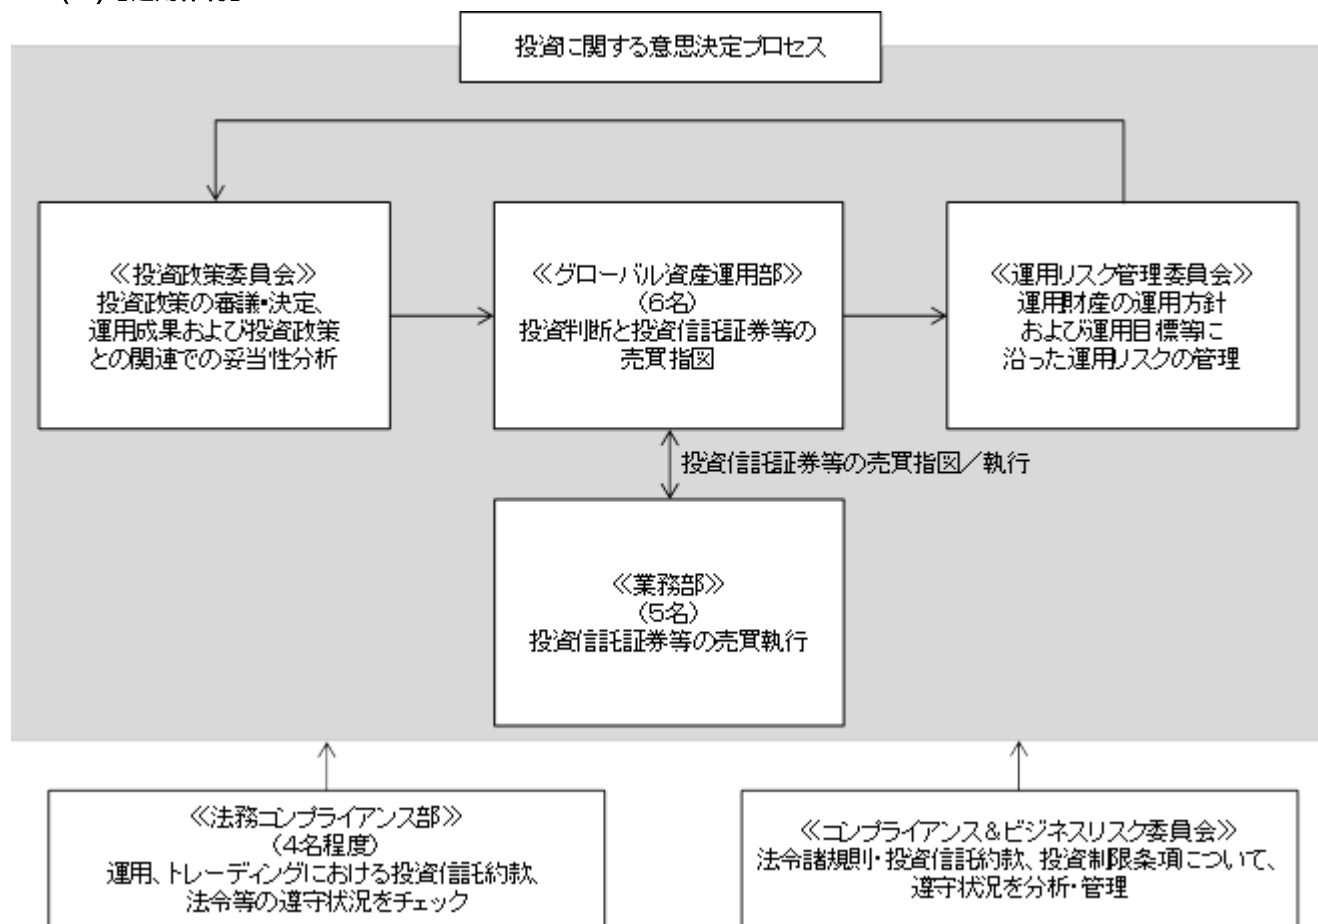 投資に関する意思決定プロセス
≪投資政策委員会≫
投資政策の審議・決定、
運用成果および投資政策
との関連での妥当性分析
≪グローバル資産運用部≫
(6名)
投資判断と投資信託証券等の
売買指図
≪運用リスク管理委員会≫
運用財産の運用方針
および運用目標等に
沿った運用リスクの管理
投資信託証券等の売買指図／執行
≪業務部≫
(5名)
投資信託証券等の売買執行
≪法務コンプライアンス部≫
(4名程度)
運用、トレーディングにおける投資信託約款、
法令等の遵守状況をチェック
≪コンプライアンス＆ビジネスリスク委員会≫
法令諸規則・投資信託約款、投資制限条項について、
遵守状況を分析・管理